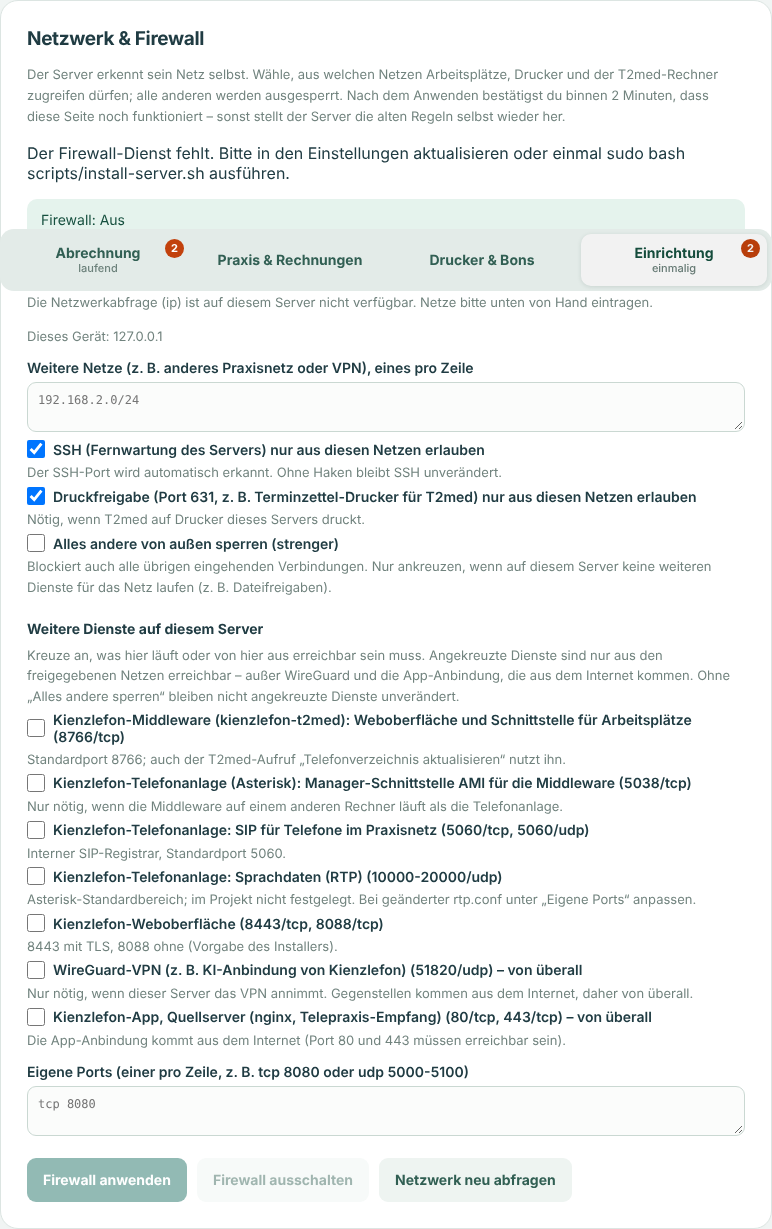 Netzwerk & Firewall
Der Server erkennt sein Netz selbst. Wähle, aus welchen Netzen Arbeitsplätze, Drucker und der T2med-Rechner
zugreifen dürfen; alle anderen werden ausgesperrt. Nach dem Anwenden bestätigst du binnen 2 Minuten, dass
diese Seite noch funktioniert – sonst stellt der Server die alten Regeln selbst wieder her.
Der Firewall-Dienst fehlt. Bitte in den Einstellungen aktualisieren oder einmal sudo bash
scripts/install-server.sh ausführen.
Firewall: Aus
Abrechnung 2
laufend
Praxis & Rechnungen
Drucker & Bons
Einrichtung 2
einmalig
Die Netzwerkabfrage (ip) ist auf diesem Server nicht verfügbar. Netze bitte unten von Hand eintragen.
Dieses Gerät: 127.0.0.1
Weitere Netze (z. B. anderes Praxisnetz oder VPN), eines pro Zeile
192.168.2.0/24
SSH (Fernwartung des Servers) nur aus diesen Netzen erlauben
Der SSH-Port wird automatisch erkannt. Ohne Haken bleibt SSH unverändert.
Druckfreigabe (Port 631, z. B. Terminzettel-Drucker für T2med) nur aus diesen Netzen erlauben
Nötig, wenn T2med auf Drucker dieses Servers druckt.
Alles andere von außen sperren (strenger)
Blockiert auch alle übrigen eingehenden Verbindungen. Nur ankreuzen, wenn auf diesem Server keine weiteren
Dienste für das Netz laufen (z. B. Dateifreigaben).
Weitere Dienste auf diesem Server
Kreuze an, was hier läuft oder von hier aus erreichbar sein muss. Angekreuzte Dienste sind nur aus den
freigegebenen Netzen erreichbar – außer WireGuard und die App-Anbindung, die aus dem Internet kommen. Ohne
„Alles andere sperren“ bleiben nicht angekreuzte Dienste unverändert.
Kienzlefon-Middleware (kienzlefon-t2med): Weboberfläche und Schnittstelle für Arbeitsplätze
(8766/tcp)
Standardport 8766; auch der T2med-Aufruf „Telefonverzeichnis aktualisieren“ nutzt ihn.
Kienzlefon-Telefonanlage (Asterisk): Manager-Schnittstelle AMI für die Middleware (5038/tcp)
Nur nötig, wenn die Middleware auf einem anderen Rechner läuft als die Telefonanlage.
Kienzlefon-Telefonanlage: SIP für Telefone im Praxisnetz (5060/tcp, 5060/udp)
Interner SIP-Registrar, Standardport 5060.
Kienzlefon-Telefonanlage: Sprachdaten (RTP) (10000-20000/udp)
Asterisk-Standardbereich; im Projekt nicht festgelegt. Bei geänderter rtp.conf unter „Eigene Ports“ anpassen.
Kienzlefon-Weboberfläche (8443/tcp, 8088/tcp)
8443 mit TLS, 8088 ohne (Vorgabe des Installers).
WireGuard-VPN (z. B. KI-Anbindung von Kienzlefon) (51820/udp) – von überall
Nur nötig, wenn dieser Server das VPN annimmt. Gegenstellen kommen aus dem Internet, daher von überall.
Kienzlefon-App, Quellserver (nginx, Telepraxis-Empfang) (80/tcp, 443/tcp) – von überall
Die App-Anbindung kommt aus dem Internet (Port 80 und 443 müssen erreichbar sein).
Eigene Ports (einer pro Zeile, z. B. tcp 8080 oder udp 5000-5100)
tcp 8080
Firewall anwenden
Firewall ausschalten
Netzwerk neu abfragen